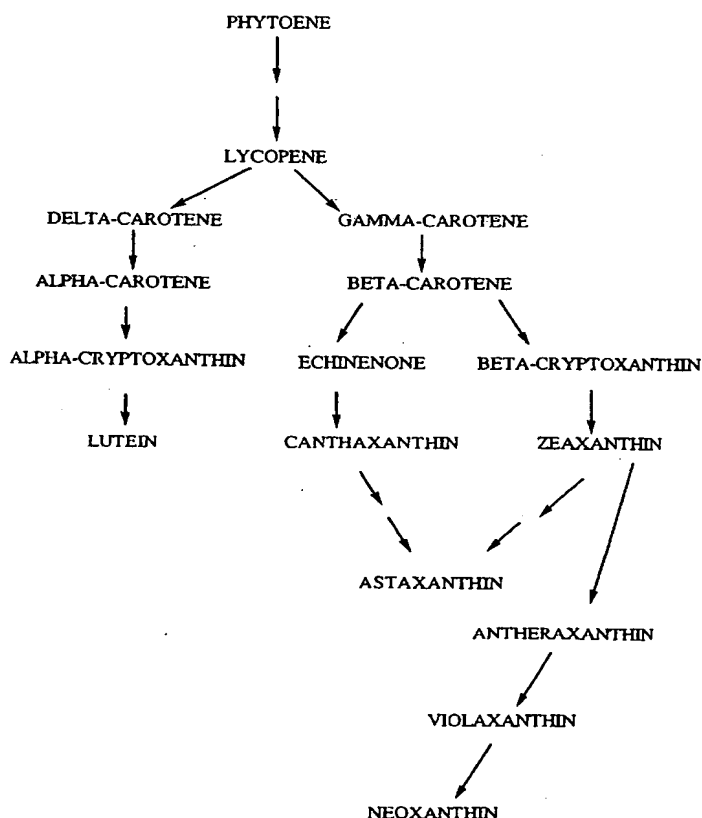 PHYTOENE
LYCOPENE
DELTA-CAROTENE GAMMA-CAROTENE
ALPHA-CAROTENE BETA-CAROTENE
ALPHA-CRYPTOXANTHIN ECHINENONE BETA-CRYPTOXANTHIN
LUTEIN CANTHAXANTHIN ZEAXANTHIN
ASTAXANTHIN
ANTHERAXANTHIN
VIOLAXANTHIN
NEOXANTHIN